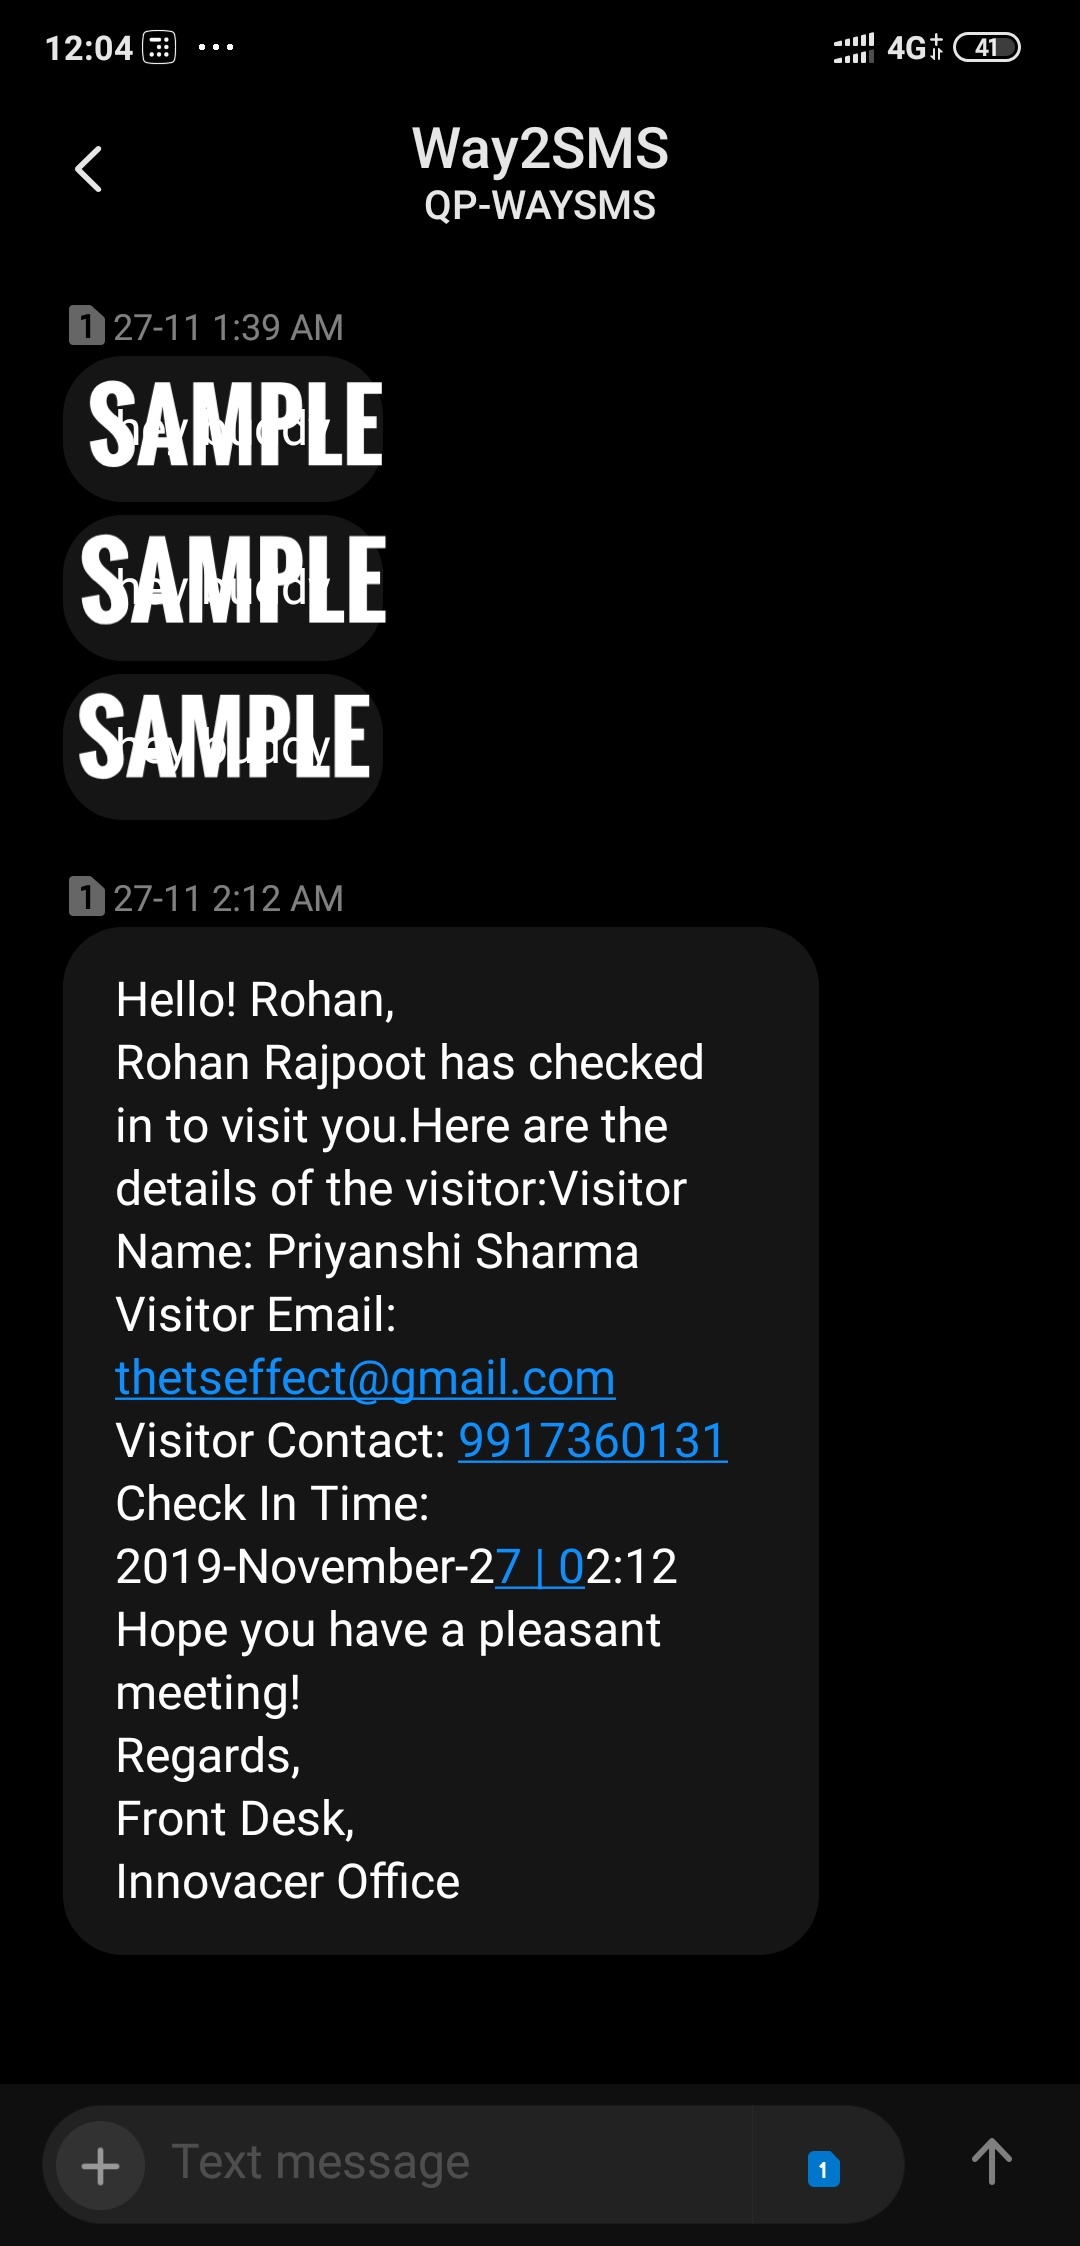 12:04
4G+ 41
Way2SMS
QP-WAYSMS
1 27-11 1:39 AM
SAMPLE
hey buddy
SAMPLE
hey buddy
SAMPLE
hey buddy
1 27-11 2:12 AM
Hello! Rohan,
Rohan Rajpoot has checked
in to visit you.Here are the
details of the visitor:Visitor
Name: Priyanshi Sharma
Visitor Email:
thetseffect@gmail.com
Visitor Contact: 9917360131
Check In Time:
2019-November-27 | 02:12
Hope you have a pleasant
meeting!
Regards,
Front Desk,
Innovacer Office
Text message
1